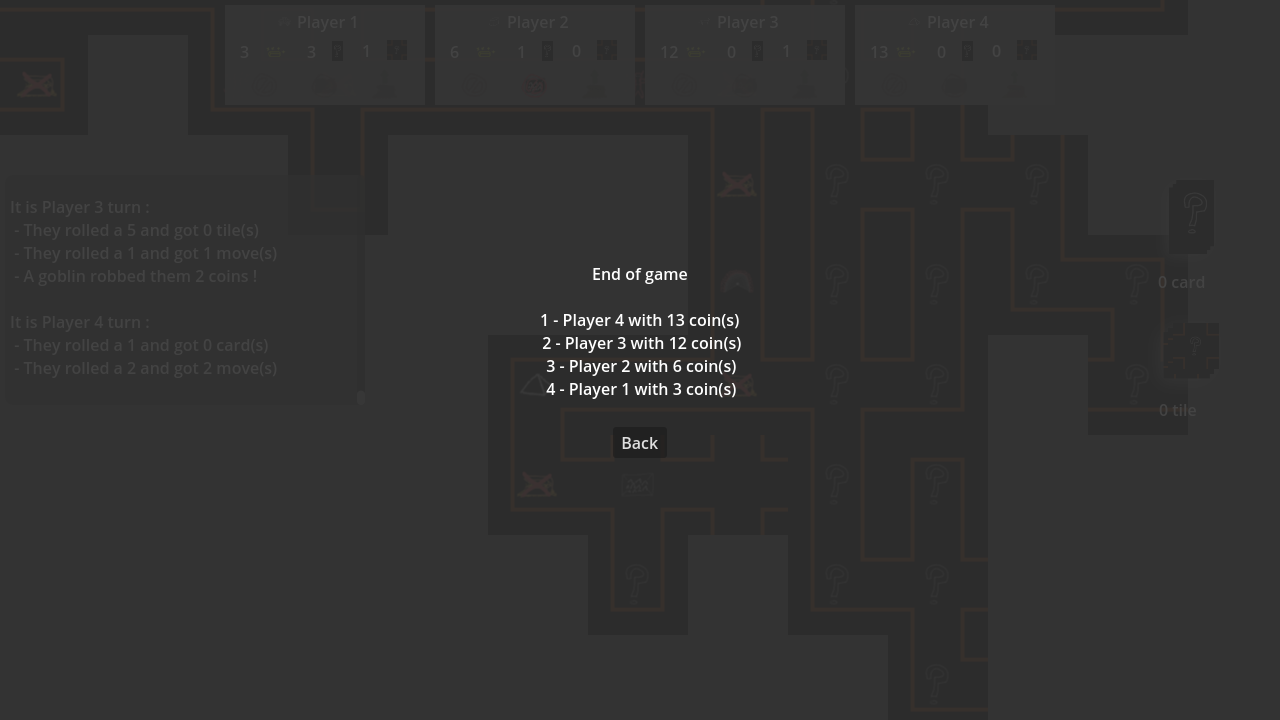 Player 1
3 3 1
Player 2
6 1 0
Player 3
12 0 1
Player 4
13 0 0
It is Player 3 turn :
- They rolled a 5 and got 0 tile(s)
- They rolled a 1 and got 1 move(s)
- A goblin robbed them 2 coins !
It is Player 4 turn :
- They rolled a 1 and got 0 card(s)
- They rolled a 2 and got 2 move(s)
End of game
1 - Player 4 with 13 coin(s)
2 - Player 3 with 12 coin(s)
3 - Player 2 with 6 coin(s)
4 - Player 1 with 3 coin(s)
Back
0 card
0 tile